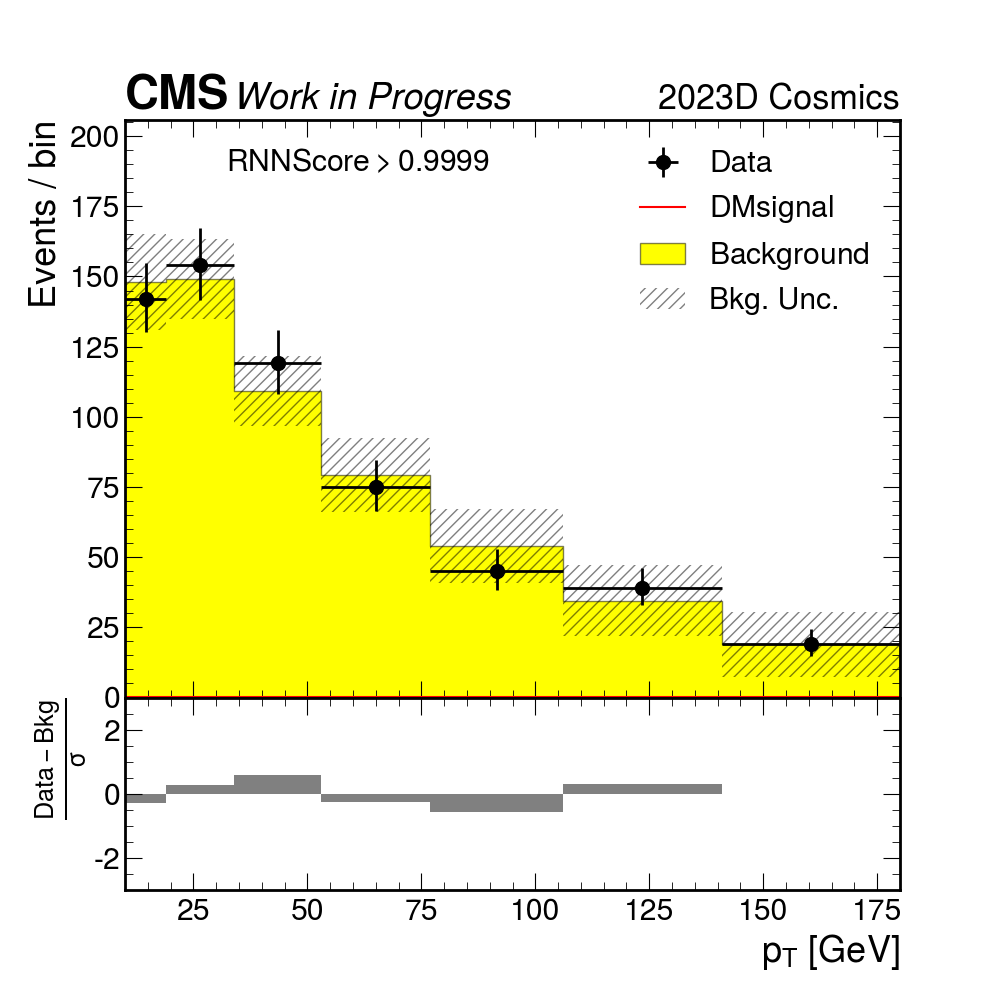 CMS Work in Progress 2023D Cosmics
Events / bin
RNNScore > 0.9999
Data
DMsignal
Background
Bkg. Unc.
200
175
150
125
100
75
50
25
0
Data − Bkg
σ
2
0
-2
25 50 75 100 125 150 175
pT [GeV]